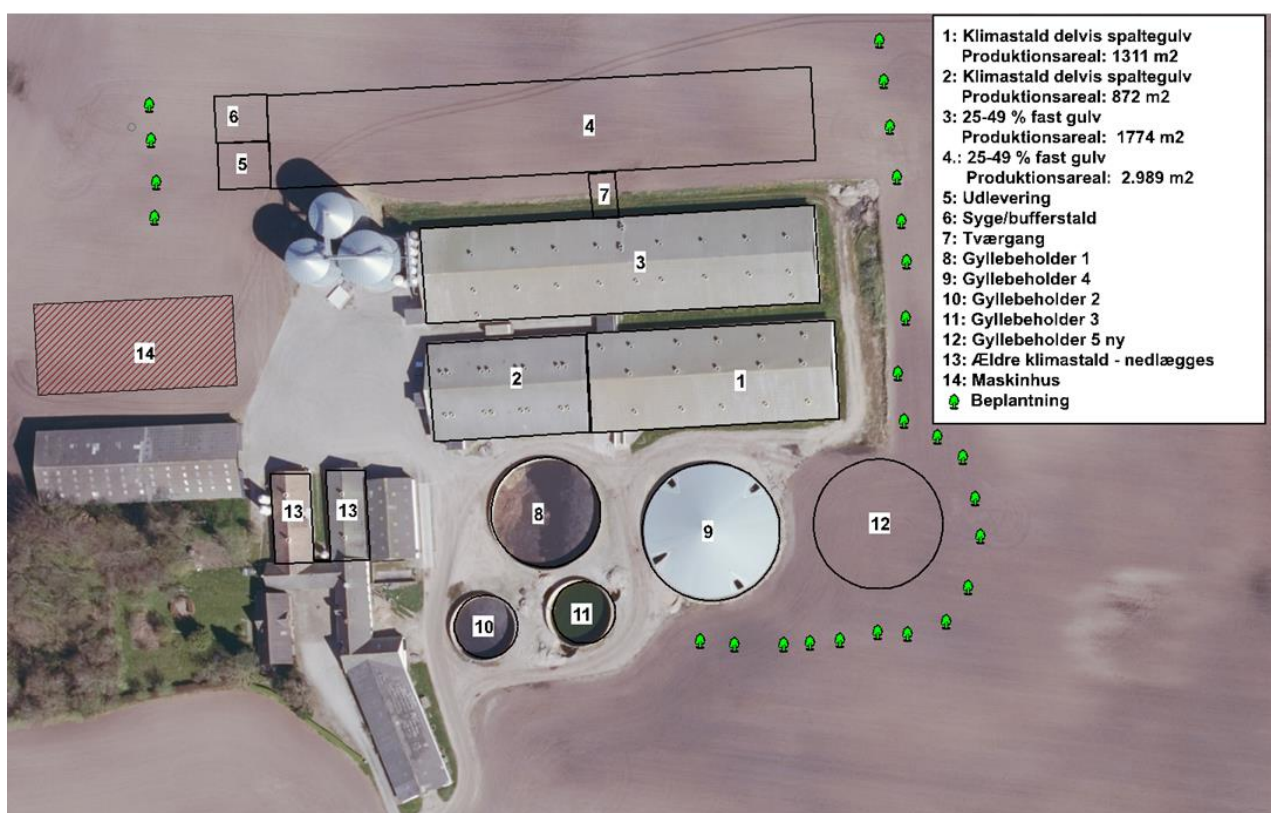 1: Klimastald delvis spaltegulv
Produktionsareal: 1311 m2
2: Klimastald delvis spaltegulv
Produktionsareal: 872 m2
3: 25-49 % fast gulv
Produktionsareal: 1774 m2
4.: 25-49 % fast gulv
Produktionsareal: 2.989 m2
5: Udlevering
6: Syge/bufferstald
7: Tværgang
8: Gyllebeholder 1
9: Gyllebeholder 4
10: Gyllebeholder 2
11: Gyllebeholder 3
12: Gyllebeholder 5 ny
13: Ældre klimastald - nedlægges
14: Maskinhus
Beplantning
6
4
5
7
3
14
2
1
13
13
8
9
12
10
11